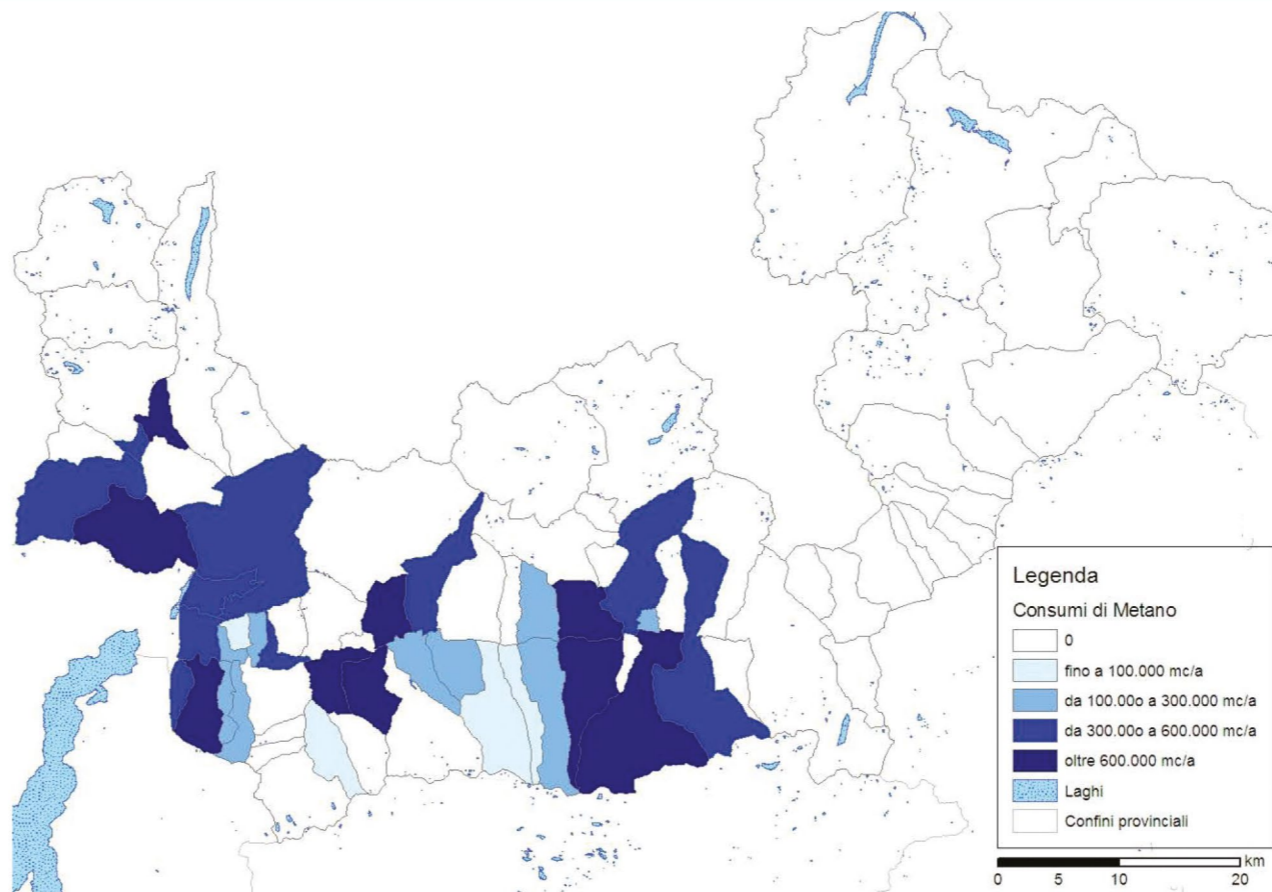 Legenda
Consumi di Metano
0
fino a 100.000 mc/a
da 100.00o a 300.000 mc/a
da 300.00o a 600.000 mc/a
oltre 600.000 mc/a
Laghi
Confini provinciali
km
0 5 10 20